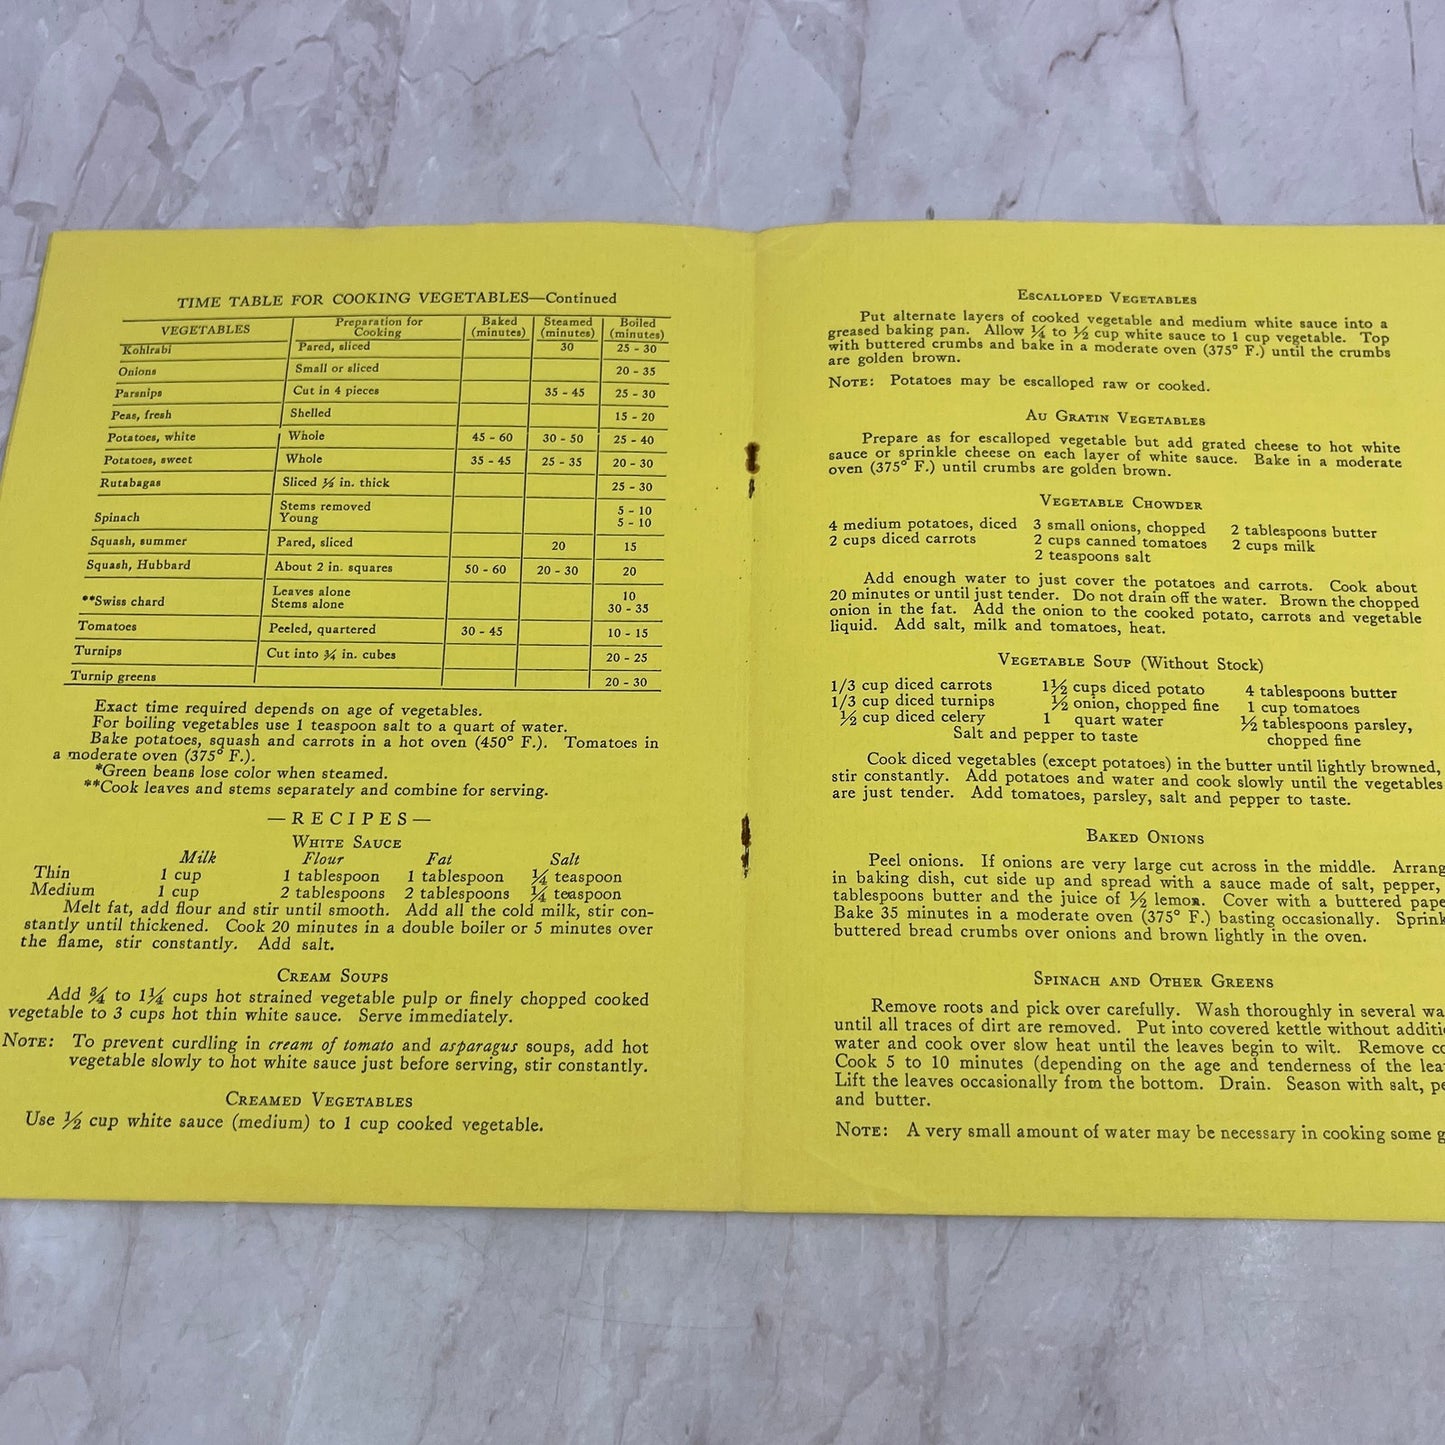 TIME TABLE FOR COOKING VEGETABLES—Continued
VEGETABLES Preparation for Cooking Baked (minutes) Steamed (minutes) Boiled (minutes)
Kohlrabi Pared, sliced 30 25 - 30
Onions Small or sliced 20 - 35
Parsnips Cut in 4 pieces 35 - 45 25 - 30
Peas, fresh Shelled 15 - 20
Potatoes, white Whole 45 - 60 30 - 50 25 - 40
Potatoes, sweet Whole 35 - 45 25 - 35 20 - 30
Rutabagas Sliced ½ in. thick 25 - 30
Stems removed 5 - 10
Spinach Young 5 - 10
Squash, summer Pared, sliced 20 15
Squash, Hubbard About 2 in. squares 50 - 60 20 - 30 20
Leaves alone 10
**Swiss chard Stems alone 30 - 35
Tomatoes Peeled, quartered 30 - 45 10 - 15
Turnips Cut into ¾ in. cubes 20 - 25
Turnip greens 20 - 30
Exact time required depends on age of vegetables.
For boiling vegetables use 1 teaspoon salt to a quart of water.
Bake potatoes, squash and carrots in a hot oven (450° F.). Tomatoes in
a moderate oven (375° F.).
*Green beans lose color when steamed.
**Cook leaves and stems separately and combine for serving.
—RECIPES—
WHITE SAUCE
Milk Flour Fat Salt
Thin 1 cup 1 tablespoon 1 tablespoon ¼ teaspoon
Medium 1 cup 2 tablespoons 2 tablespoons ¼ teaspoon
Melt fat, add flour and stir until smooth. Add all the cold milk, stir con-
stantly until thickened. Cook 20 minutes in a double boiler or 5 minutes over
the flame, stir constantly. Add salt.
CREAM SOUPS
Add ¾ to 1¼ cups hot strained vegetable pulp or finely chopped cooked
vegetable to 3 cups hot thin white sauce. Serve immediately.
NOTE: To prevent curdling in cream of tomato and asparagus soups, add hot
vegetable slowly to hot white sauce just before serving, stir constantly.
CREAMED VEGETABLES
Use ½ cup white sauce (medium) to 1 cup cooked vegetable.
ESCALLOPED VEGETABLES
Put alternate layers of cooked vegetable and medium white sauce into a
greased baking pan. Allow ¼ to ½ cup white sauce to 1 cup vegetable. Top
with buttered crumbs and bake in a moderate oven (375° F.) until the crumbs
are golden brown.
NOTE: Potatoes may be escalloped raw or cooked.
AU GRATIN VEGETABLES
Prepare as for escalloped vegetable but add grated cheese to hot white
sauce or sprinkle cheese on each layer of white sauce. Bake in a moderate
oven (375° F.) until crumbs are golden brown.
VEGETABLE CHOWDER
4 medium potatoes, diced 3 small onions, chopped 2 tablespoons butter
2 cups diced carrots 2 cups canned tomatoes 2 cups milk
2 teaspoons salt
Add enough water to just cover the potatoes and carrots. Cook about
20 minutes or until just tender. Do not drain off the water. Brown the chopped
onion in the fat. Add the onion to the cooked potato, carrots and vegetable
liquid. Add salt, milk and tomatoes, heat.
VEGETABLE SOUP (Without Stock)
1/3 cup diced carrots 1½ cups diced potato 4 tablespoons butter
1/3 cup diced turnips ½ onion, chopped fine 1 cup tomatoes
½ cup diced celery 1 quart water ½ tablespoons parsley,
Salt and pepper to taste chopped fine
Cook diced vegetables (except potatoes) in the butter until lightly browned,
stir constantly. Add potatoes and water and cook slowly until the vegetables
are just tender. Add tomatoes, parsley, salt and pepper to taste.
BAKED ONIONS
Peel onions. If onions are very large cut across in the middle. Arrang
in baking dish, cut side up and spread with a sauce made of salt, pepper,
tablespoons butter and the juice of ½ lemon. Cover with a buttered pape
Bake 35 minutes in a moderate oven (375° F.) basting occasionally. Sprink
buttered bread crumbs over onions and brown lightly in the oven.
SPINACH AND OTHER GREENS
Remove roots and pick over carefully. Wash thoroughly in several wa
until all traces of dirt are removed. Put into covered kettle without additi
water and cook over slow heat until the leaves begin to wilt. Remove co
Cook 5 to 10 minutes (depending on the age and tenderness of the lea
Lift the leaves occasionally from the bottom. Drain. Season with salt, pe
and butter.
NOTE: A very small amount of water may be necessary in cooking some g